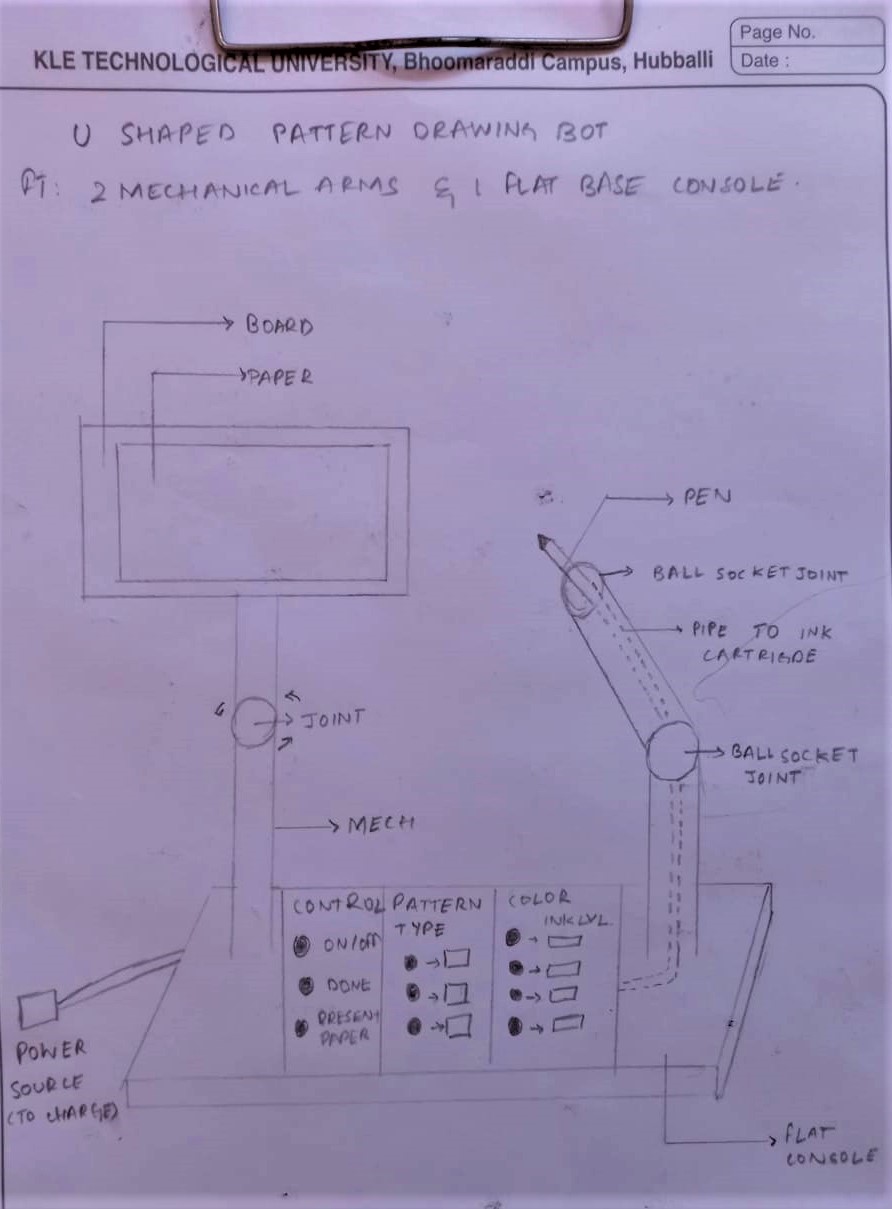 KLE TECHNOLOGICAL UNIVERSITY, Bhoomaraddi Campus, Hubballi
Page No.
Date :
U SHAPED PATTERN DRAWING BOT
PT: 2 MECHANICAL ARMS & 1 FLAT BASE CONSOLE.
BOARD
PAPER
PEN
BALL SOCKET JOINT
PIPE TO INK
CARTRIGDE
JOINT
BALL SOCKET
JOINT
MECH
CONTROL
ON/OFF
DONE
PRESENT
PAPER
PATTERN
TYPE
COLOR
INK LVL.
POWER
SOURCE
(TO CHARGE)
FLAT
CONSOLE